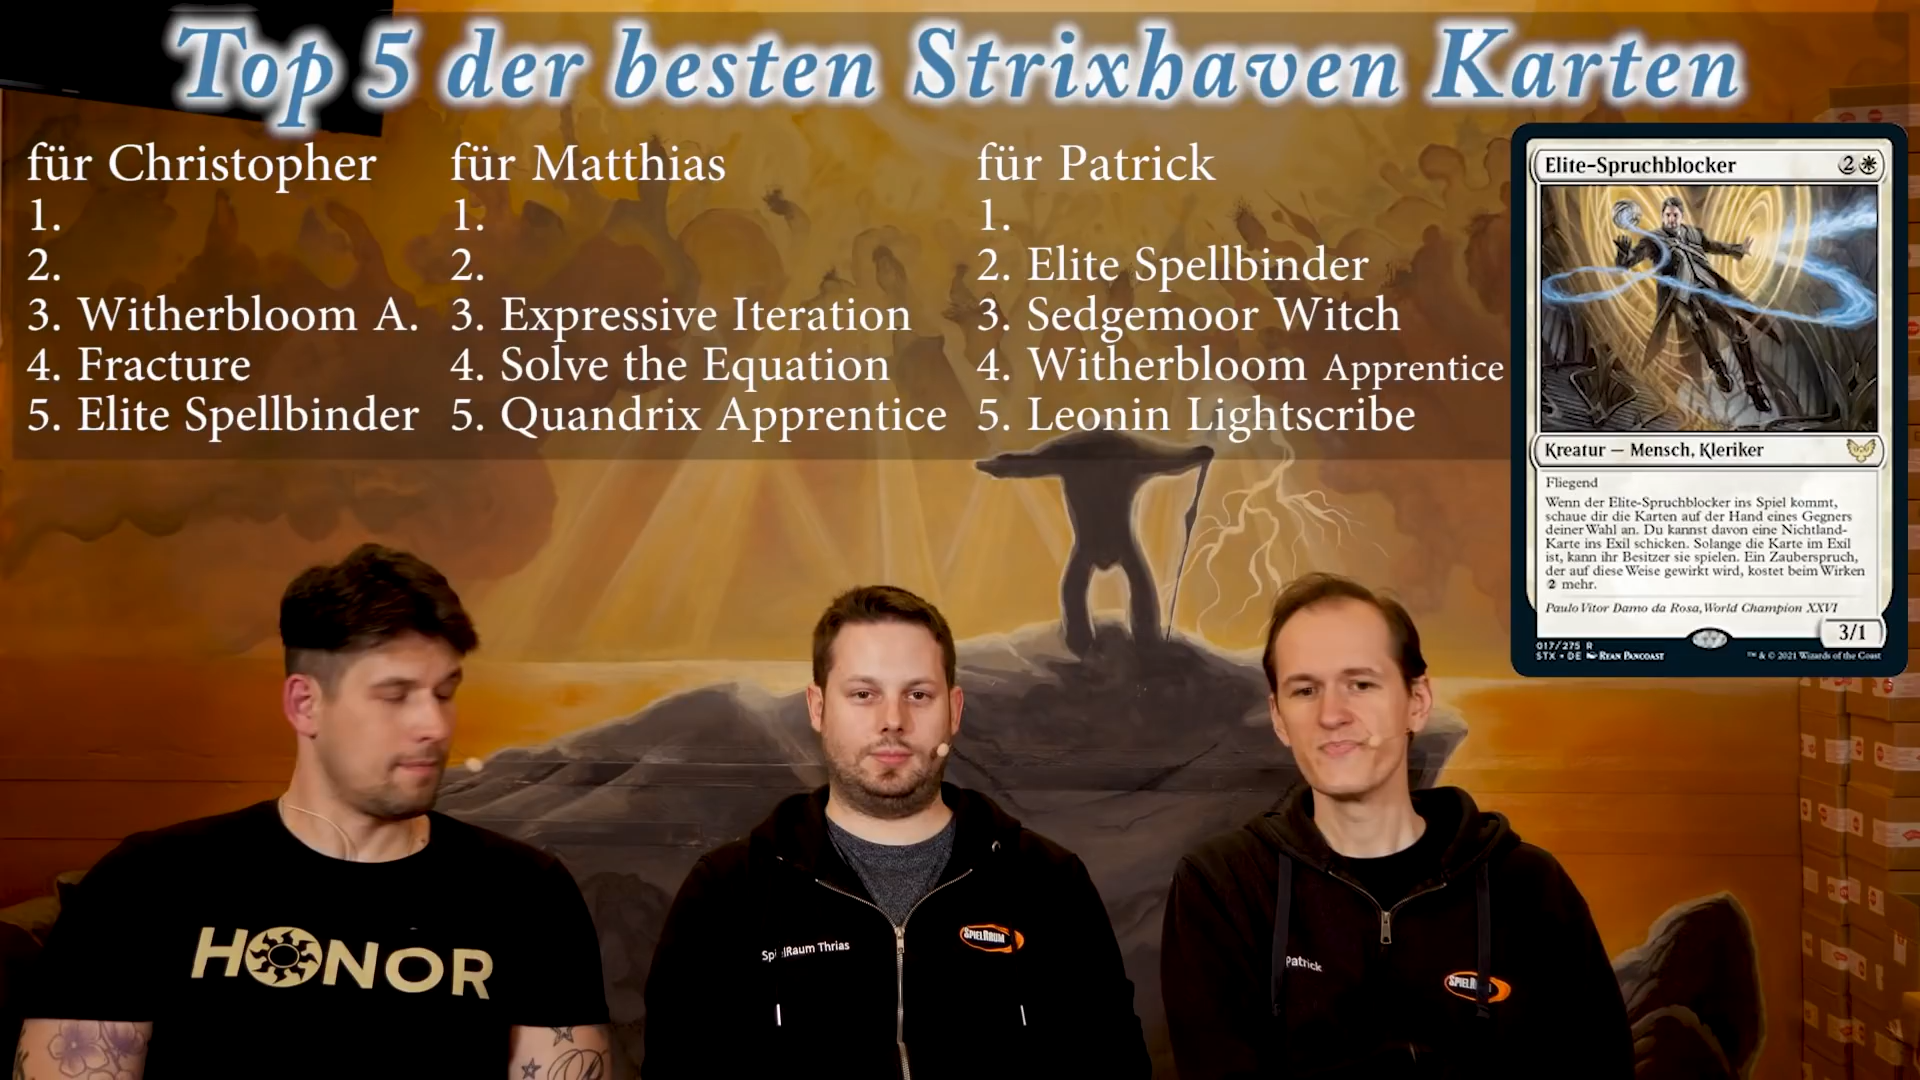 Top 5 der besten Strixhaven Karten
für Christopher
1.
2.
3. Witherbloom A.
4. Fracture
5. Elite Spellbinder
für Matthias
1.
2.
3. Expressive Iteration
4. Solve the Equation
5. Quandrix Apprentice
für Patrick
1.
2. Elite Spellbinder
3. Sedgemoor Witch
4. Witherbloom Apprentice
5. Leonin Lightscribe
Elite-Spruchblocker 2
Kreatur — Mensch, Kleriker
Fliegend
Wenn der Elite-Spruchblocker ins Spiel kommt,
schaue dir die Karten auf der Hand eines Gegners
deiner Wahl an. Du kannst davon eine Nichtland-
Karte ins Exil schicken. Solange die Karte im Exil
ist, kann ihr Besitzer sie spielen. Ein Zauberspruch,
der auf diese Weise gewirkt wird, kostet beim Wirken
2 mehr.
Paulo Vitor Damo da Rosa, World Champion XXVI
3/1
017/275 R
STX • DE Ryan Pancoast
™ & © 2021 Wizards of the Coast
HONOR
SpielRaum Thrias
SPIELRAUM
Patrick